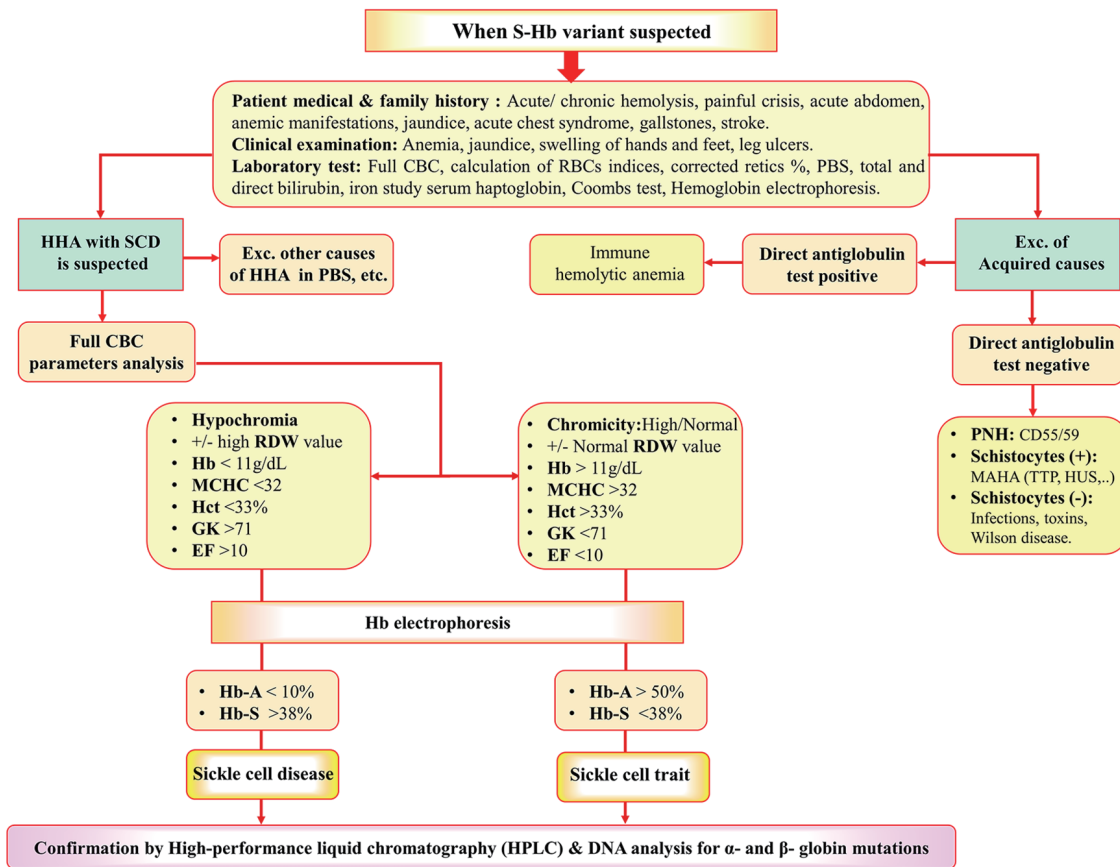 When S-Hb variant suspected
Patient medical & family history : Acute/ chronic hemolysis, painful crisis, acute abdomen,
anemic manifestations, jaundice, acute chest syndrome, gallstones, stroke.
Clinical examination: Anemia, jaundice, swelling of hands and feet, leg ulcers.
Laboratory test: Full CBC, calculation of RBCs indices, corrected retics %, PBS, total and
direct bilirubin, iron study serum haptoglobin, Coombs test, Hemoglobin electrophoresis.
HHA with SCD
is suspected
Exc. other causes
of HHA in PBS, etc.
Immune
hemolytic anemia
Direct antiglobulin
test positive
Exc. of
Acquired causes
Full CBC
parameters analysis
Direct antiglobulin
test negative
• Hypochromia
• +/- high RDW value
• Hb < 11g/dL
• MCHC <32
• Hct <33%
• GK >71
• EF >10
• Chromicity:High/Normal
• +/- Normal RDW value
• Hb > 11g/dL
• MCHC >32
• Hct >33%
• GK <71
• EF <10
• PNH: CD55/59
• Schistocytes (+):
MAHA (TTP, HUS,..)
• Schistocytes (-):
Infections, toxins,
Wilson disease.
Hb electrophoresis
• Hb-A < 10%
• Hb-S >38%
• Hb-A > 50%
• Hb-S <38%
Sickle cell disease
Sickle cell trait
Confirmation by High-performance liquid chromatography (HPLC) & DNA analysis for α- and β- globin mutations